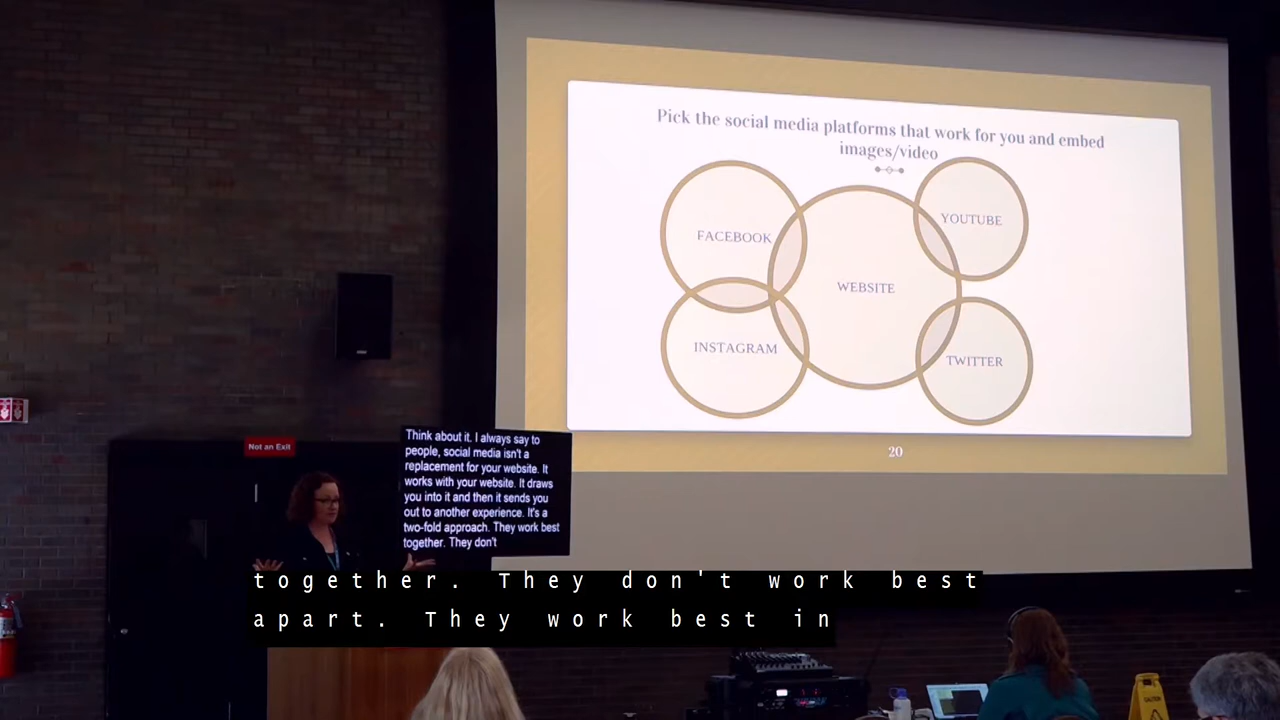 Pick the social media platforms that work for you and embed
images/video
FACEBOOK
YOUTUBE
WEBSITE
INSTAGRAM
TWITTER
20
Not an Exit
Think about it. I always say to
people, social media isn't a
replacement for your website. It
works with your website. It draws
you into it and then it sends you
out to another experience. It's a
two-fold approach. They work best
together. They don't
together. They don't work best
apart. They work best in
CAUTION